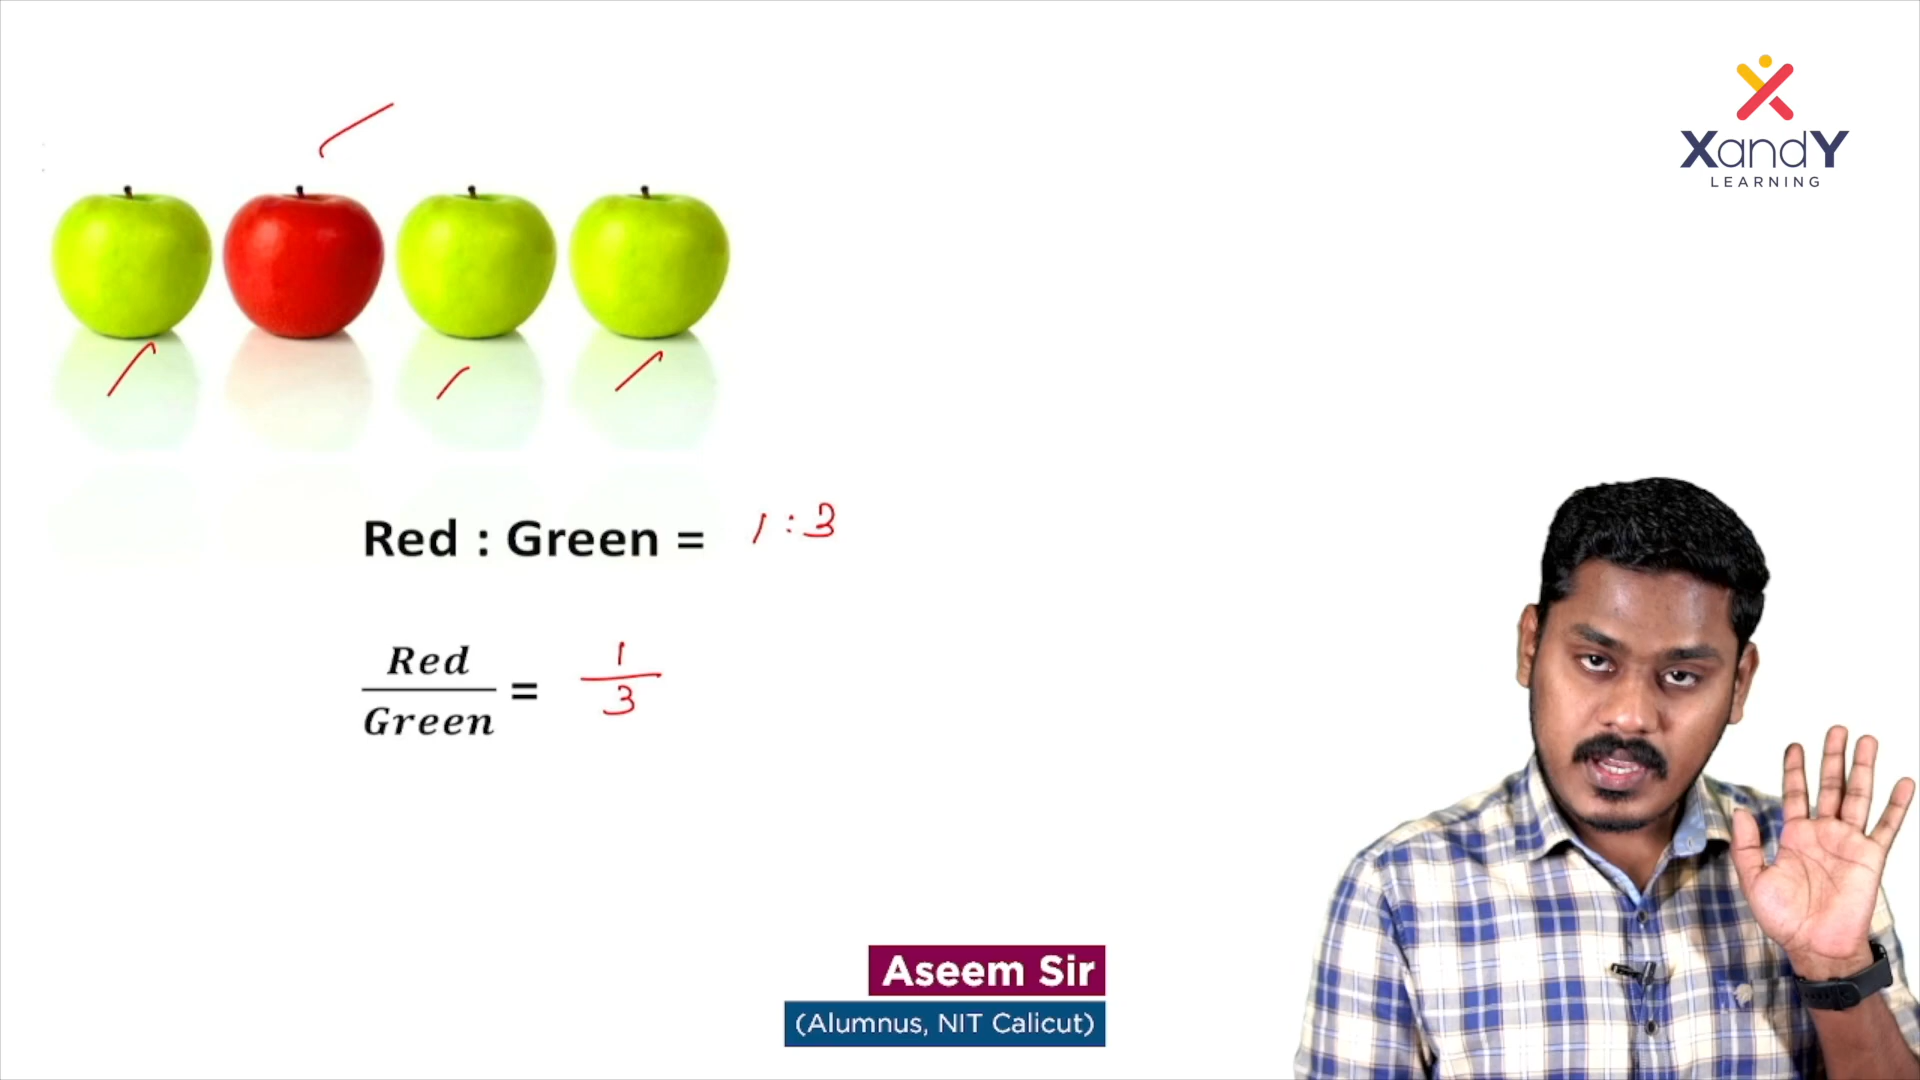 XandY
LEARNING
Red : Green = 1 : 3
Red
Green
=
1
3
Aseem Sir
(Alumnus, NIT Calicut)